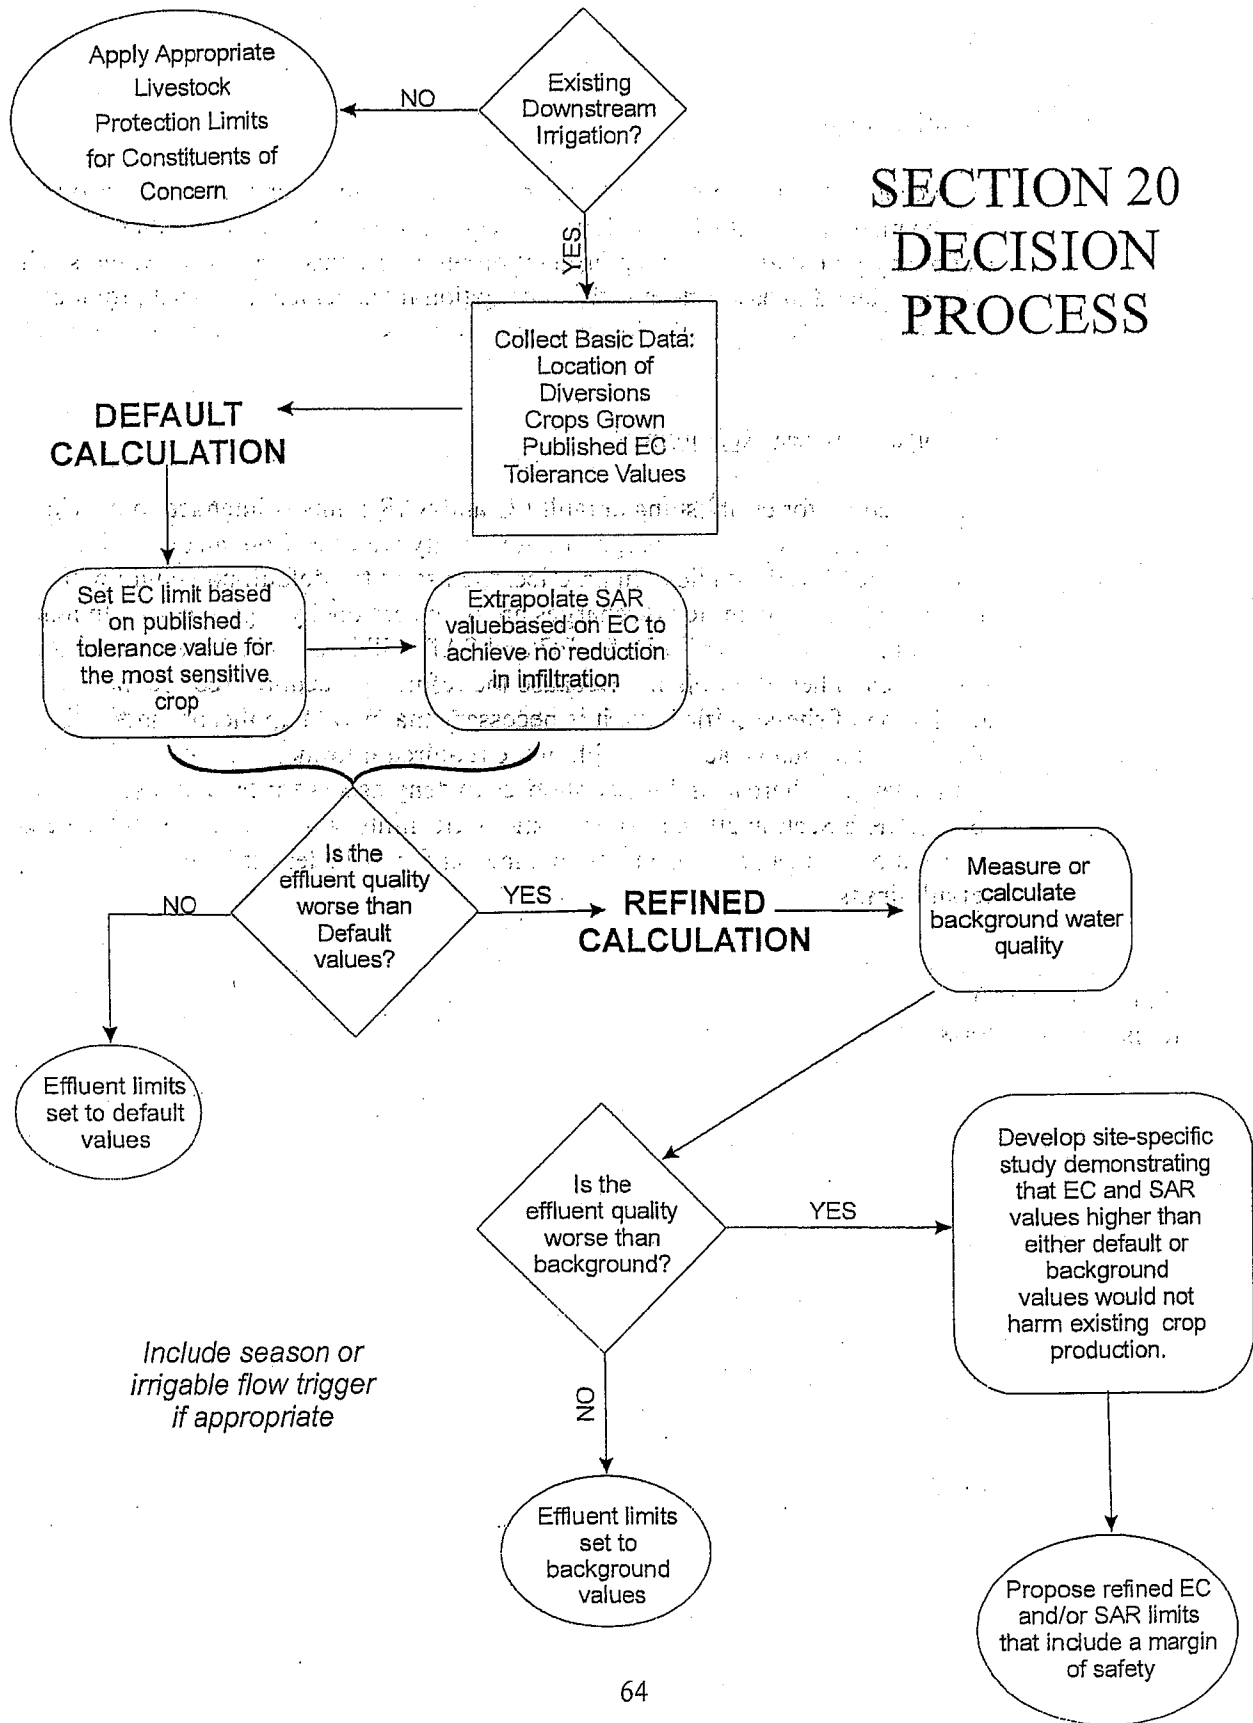 Apply Appropriate
Livestock
Protection Limits
for Constituents of
Concern
NO
Existing
Downstream
Irrigation?
YES
SECTION 20
DECISION
PROCESS
Collect Basic Data:
Location of
Diversions
Crops Grown
Published EC
Tolerance Values
DEFAULT
CALCULATION
Set EC limit based
on published
tolerance value for
the most sensitive
crop
Extrapolate SAR
valuebased on EC to
achieve no reduction
in infiltration
Is the
effluent quality
worse than
Default
values?
NO
YES
REFINED
CALCULATION
Measure or
calculate
background water
quality
Effluent limits
set to default
values
Is the
effluent quality
worse than
background?
YES
Develop site-specific
study demonstrating
that EC and SAR
values higher than
either default or
background
values would not
harm existing crop
production.
Include season or
irrigable flow trigger
if appropriate
NO
Effluent limits
set to
background
values
Propose refined EC
and/or SAR limits
that include a margin
of safety
64